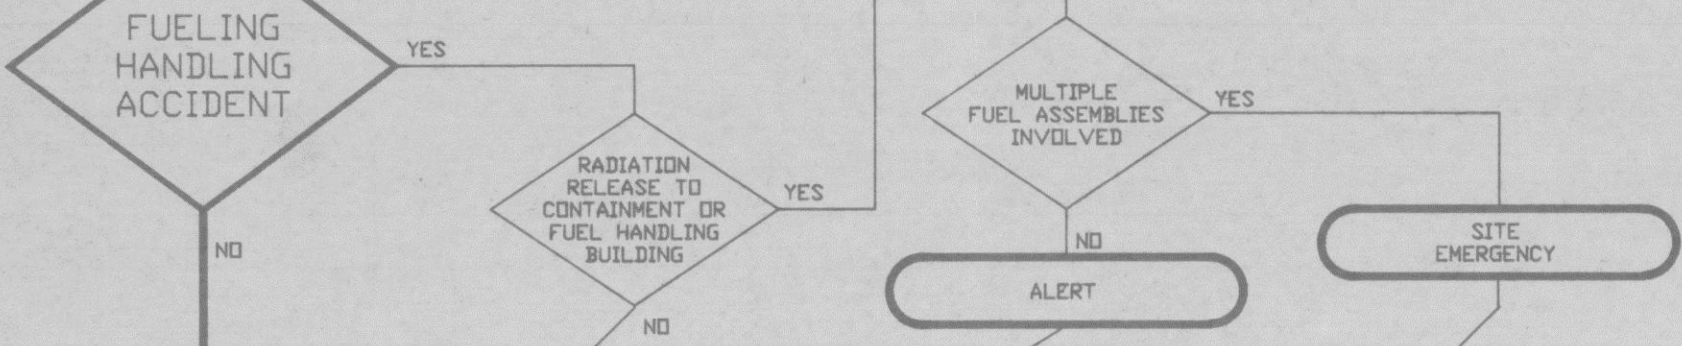 FUELING
HANDLING
ACCIDENT
YES
NO
RADIATION
RELEASE TO
CONTAINMENT OR
FUEL HANDLING
BUILDING
YES
NO
MULTIPLE
FUEL ASSEMBLIES
INVOLVED
YES
NO
ALERT
SITE
EMERGENCY